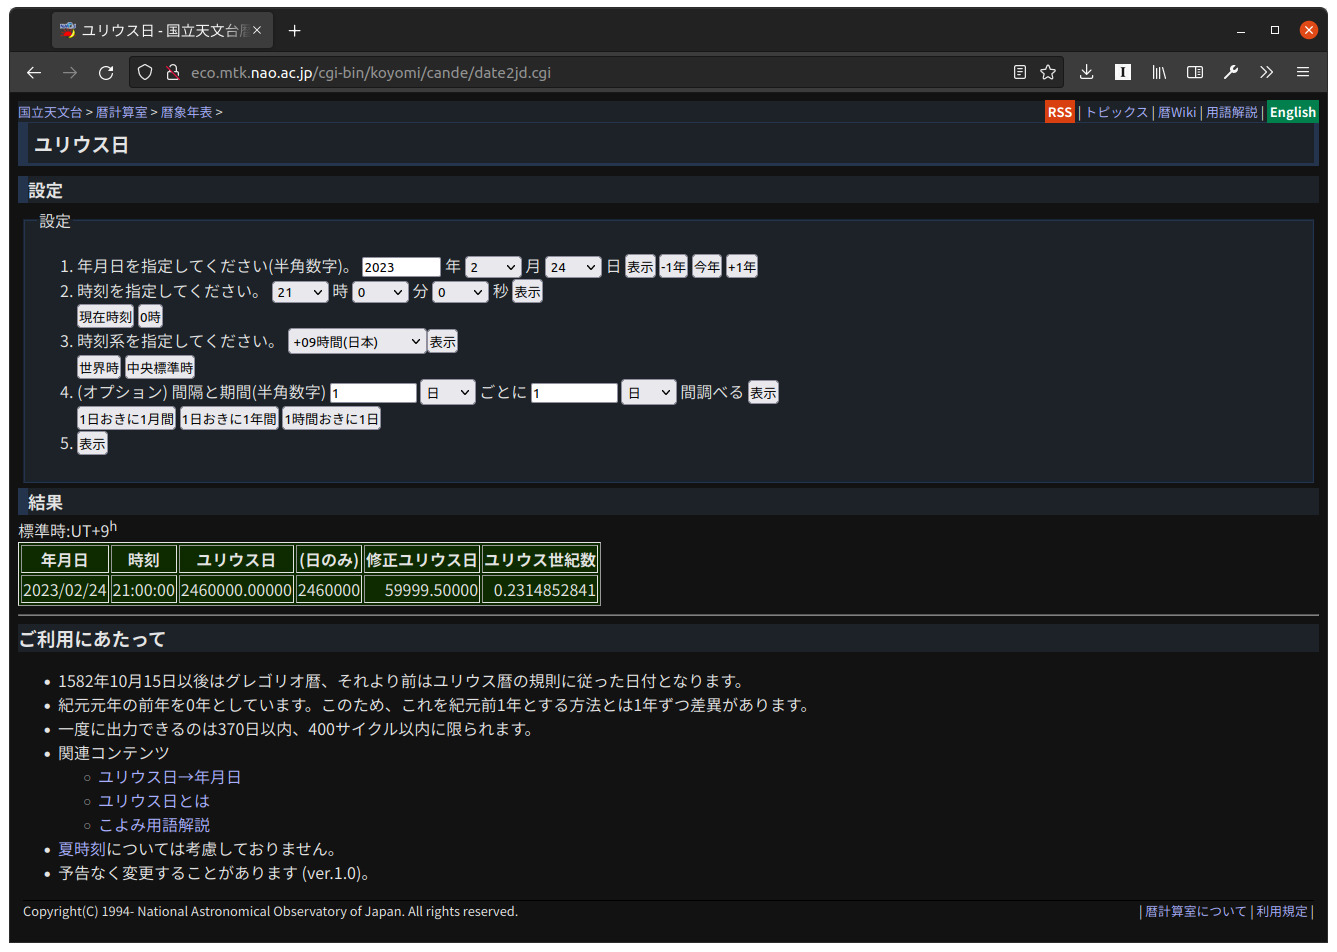 ユリウス日 - 国立天文台暦
eco.mtk.nao.ac.jp/cgi-bin/koyomi/cande/date2jd.cgi
国立天文台 > 暦計算室 > 暦象年表 >
RSS | トピックス | 暦Wiki | 用語解説 | English
ユリウス日
設定
設定
1. 年月日を指定してください(半角数字)。 2023 年 2 月 24 日 表示 -1年 今年 +1年
2. 時刻を指定してください。 21 時 0 分 0 秒 表示
現在時刻 0時
3. 時刻系を指定してください。 +09時間(日本) 表示
世界時 中央標準時
4. (オプション) 間隔と期間(半角数字) 1 日 ごとに 1 日 間調べる 表示
1日おきに1月間 1日おきに1年間 1時間おきに1日
5. 表示
結果
標準時:UT+9h
年月日 時刻 ユリウス日 (日のみ) 修正ユリウス日 ユリウス世紀数
2023/02/24 21:00:00 2460000.00000 2460000 59999.50000 0.2314852841
ご利用にあたって
• 1582年10月15日以後はグレゴリオ暦、それより前はユリウス暦の規則に従った日付となります。
• 紀元元年の前年を0年としています。このため、これを紀元前1年とする方法とは1年ずつ差異があります。
• 一度に出力できるのは370日以内、400サイクル以内に限られます。
• 関連コンテンツ
◦ ユリウス日→年月日
◦ ユリウス日とは
◦ こよみ用語解説
• 夏時刻については考慮しておりません。
• 予告なく変更することがあります (ver.1.0)。
Copyright(C) 1994- National Astronomical Observatory of Japan. All rights reserved.
| 暦計算室について | 利用規定 |